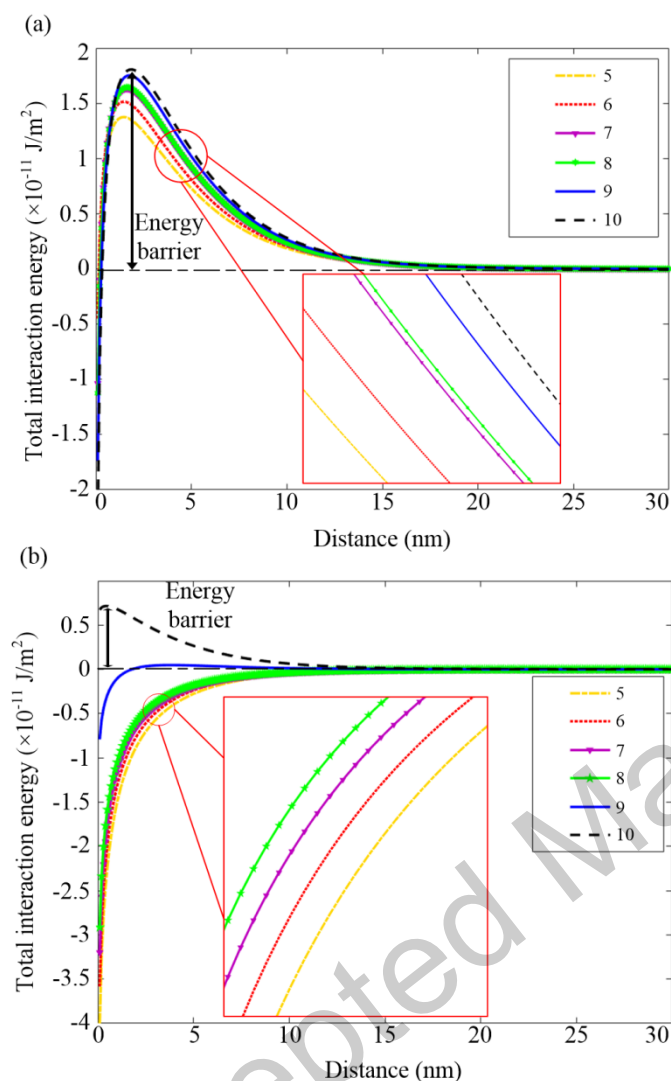 (a)
Total interaction energy (×10⁻¹¹ J/m²)
2
1.5
1
0.5
0
-0.5
-1
-1.5
-2
Energy
barrier
5
6
7
8
9
10
0 5 10 15 20 25 30
Distance (nm)
(b)
Total interaction energy (×10⁻¹¹ J/m²)
0.5
0
-0.5
-1
-1.5
-2
-2.5
-3
-3.5
-4
Energy
barrier
5
6
7
8
9
10
0 5 10 15 20 25 30
Distance (nm)
epted Ma